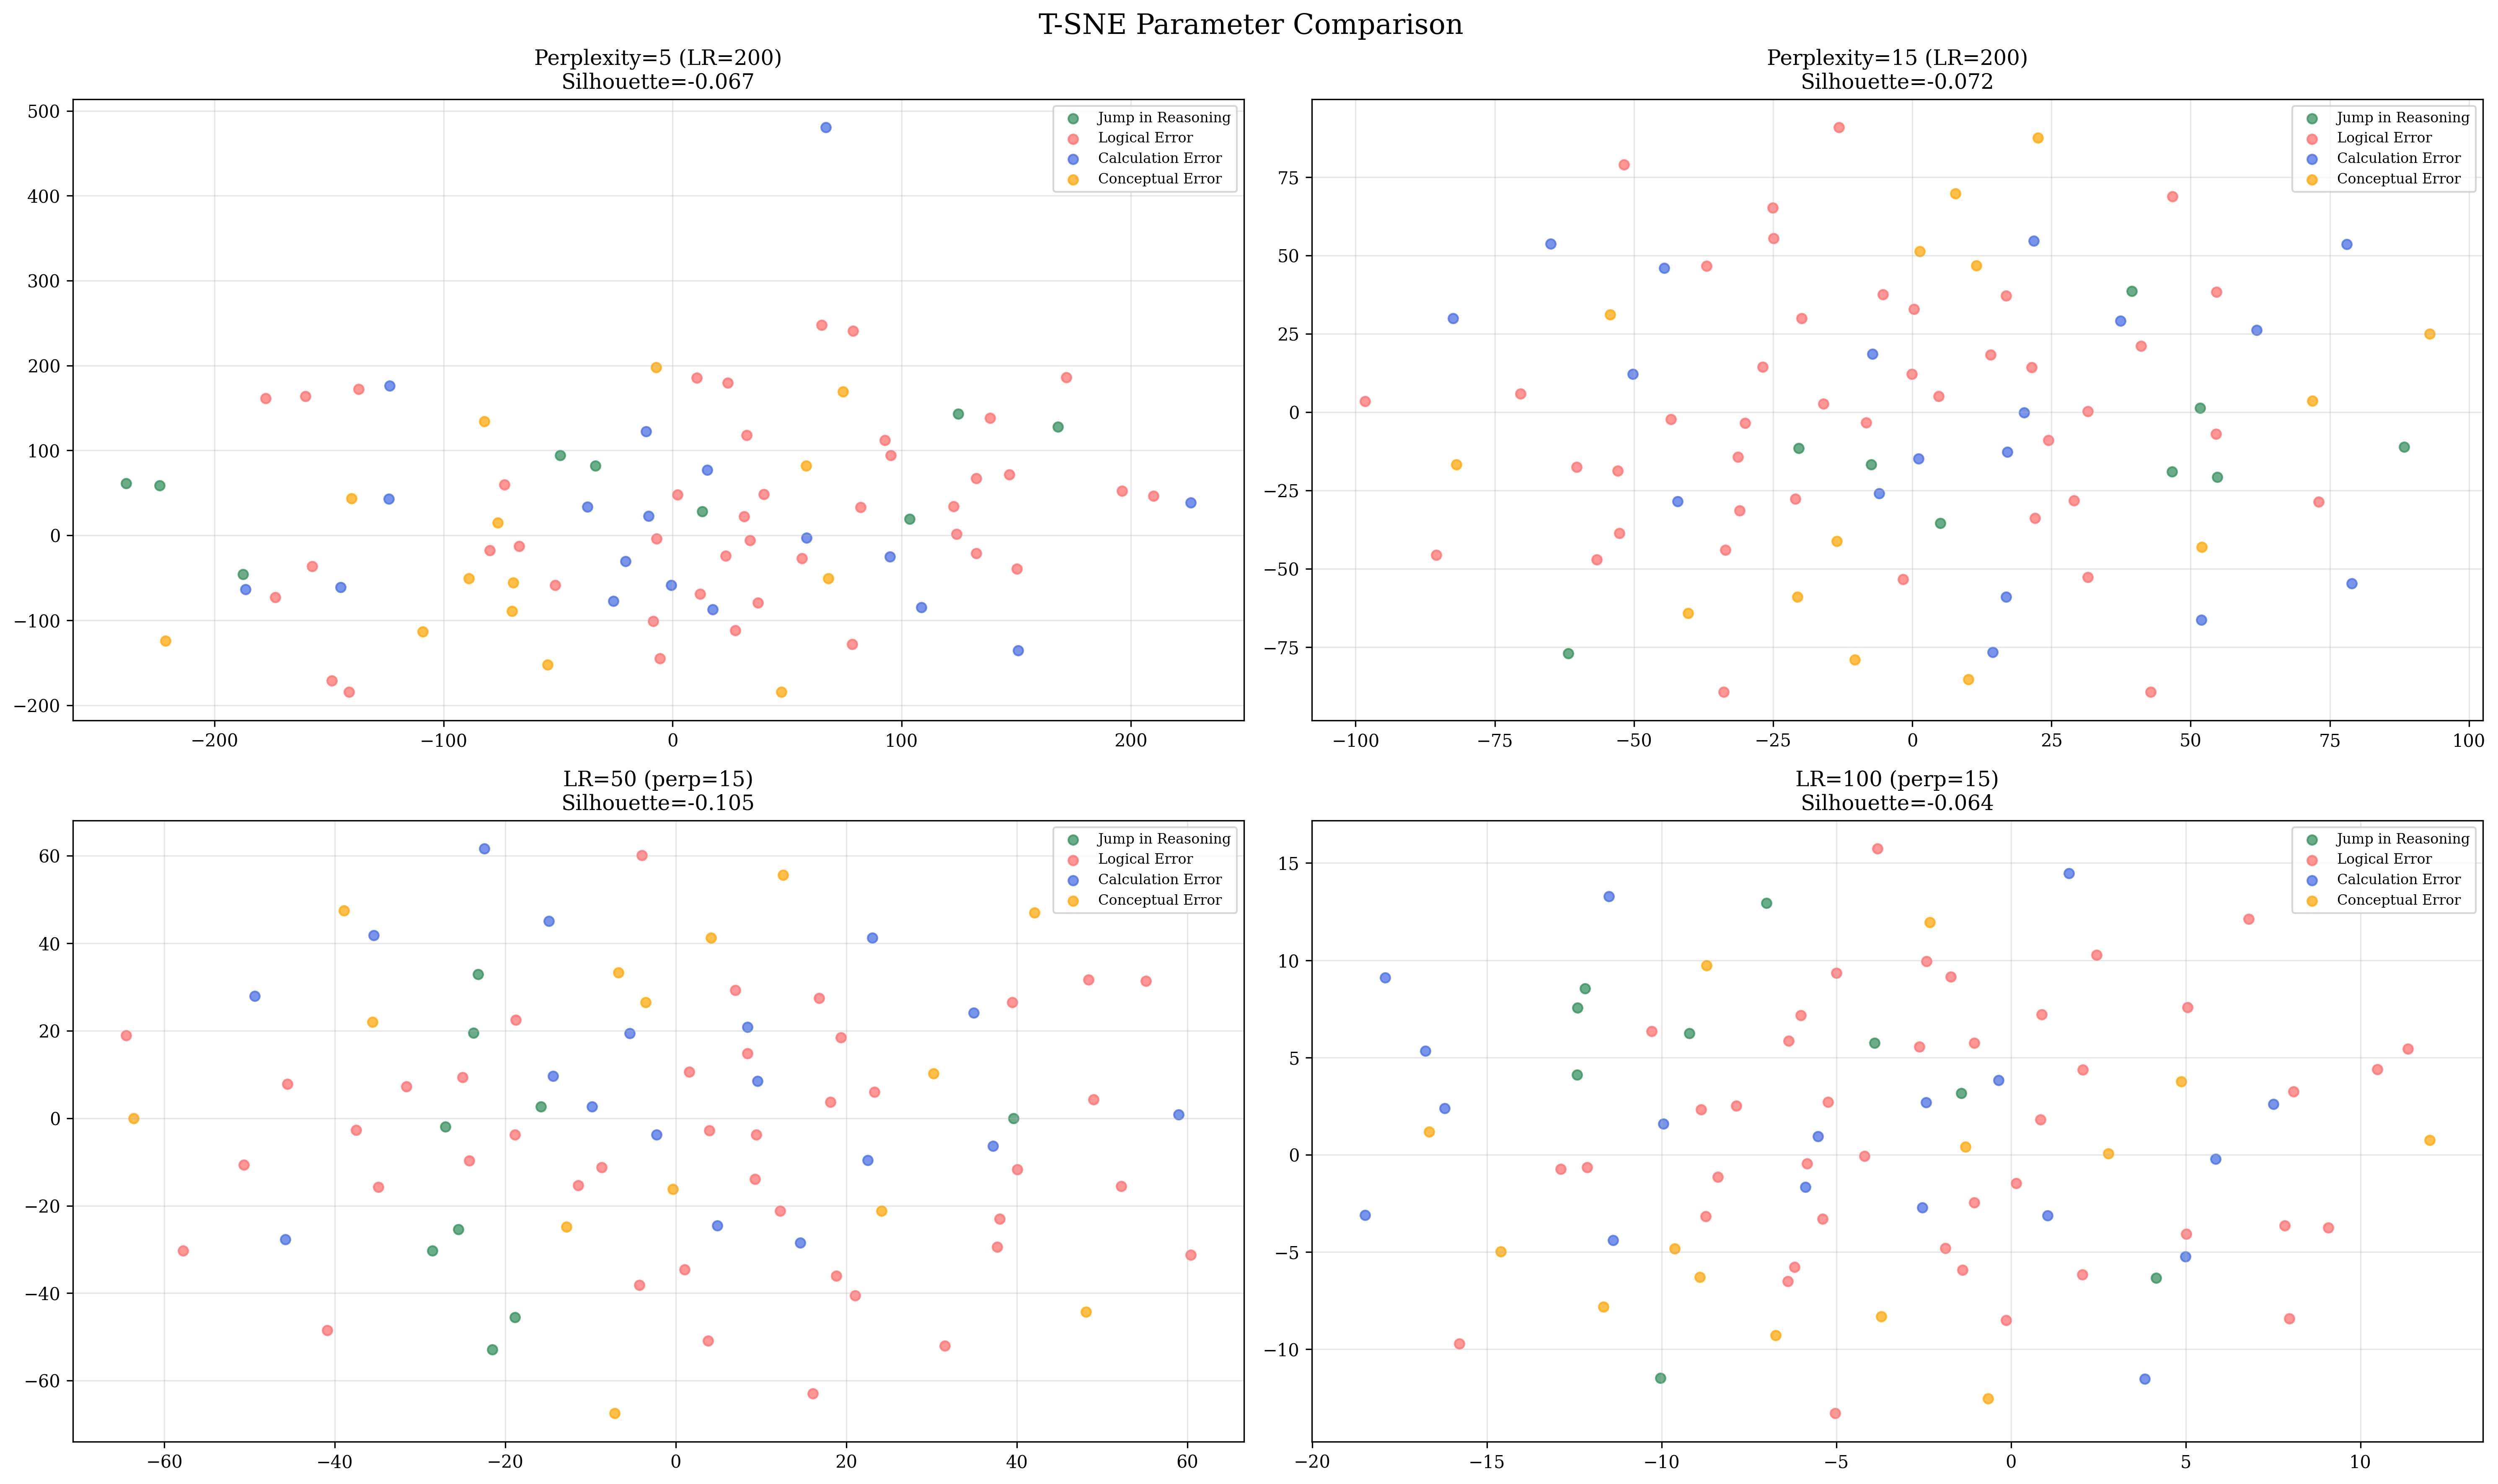 T-SNE Parameter Comparison
Perplexity=5 (LR=200)
Silhouette=-0.067
Jump in Reasoning
Logical Error
Calculation Error
Conceptual Error
500
400
300
200
100
0
−100
−200
−200 −100 0 100 200
Perplexity=15 (LR=200)
Silhouette=-0.072
Jump in Reasoning
Logical Error
Calculation Error
Conceptual Error
75
50
25
0
−25
−50
−75
−100 −75 −50 −25 0 25 50 75 100
LR=50 (perp=15)
Silhouette=-0.105
Jump in Reasoning
Logical Error
Calculation Error
Conceptual Error
60
40
20
0
−20
−40
−60
−60 −40 −20 0 20 40 60
LR=100 (perp=15)
Silhouette=-0.064
Jump in Reasoning
Logical Error
Calculation Error
Conceptual Error
15
10
5
0
−5
−10
−20 −15 −10 −5 0 5 10